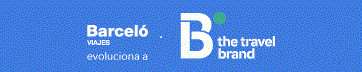 Barceló
VIAJES
evoluciona a
B the travel
brand